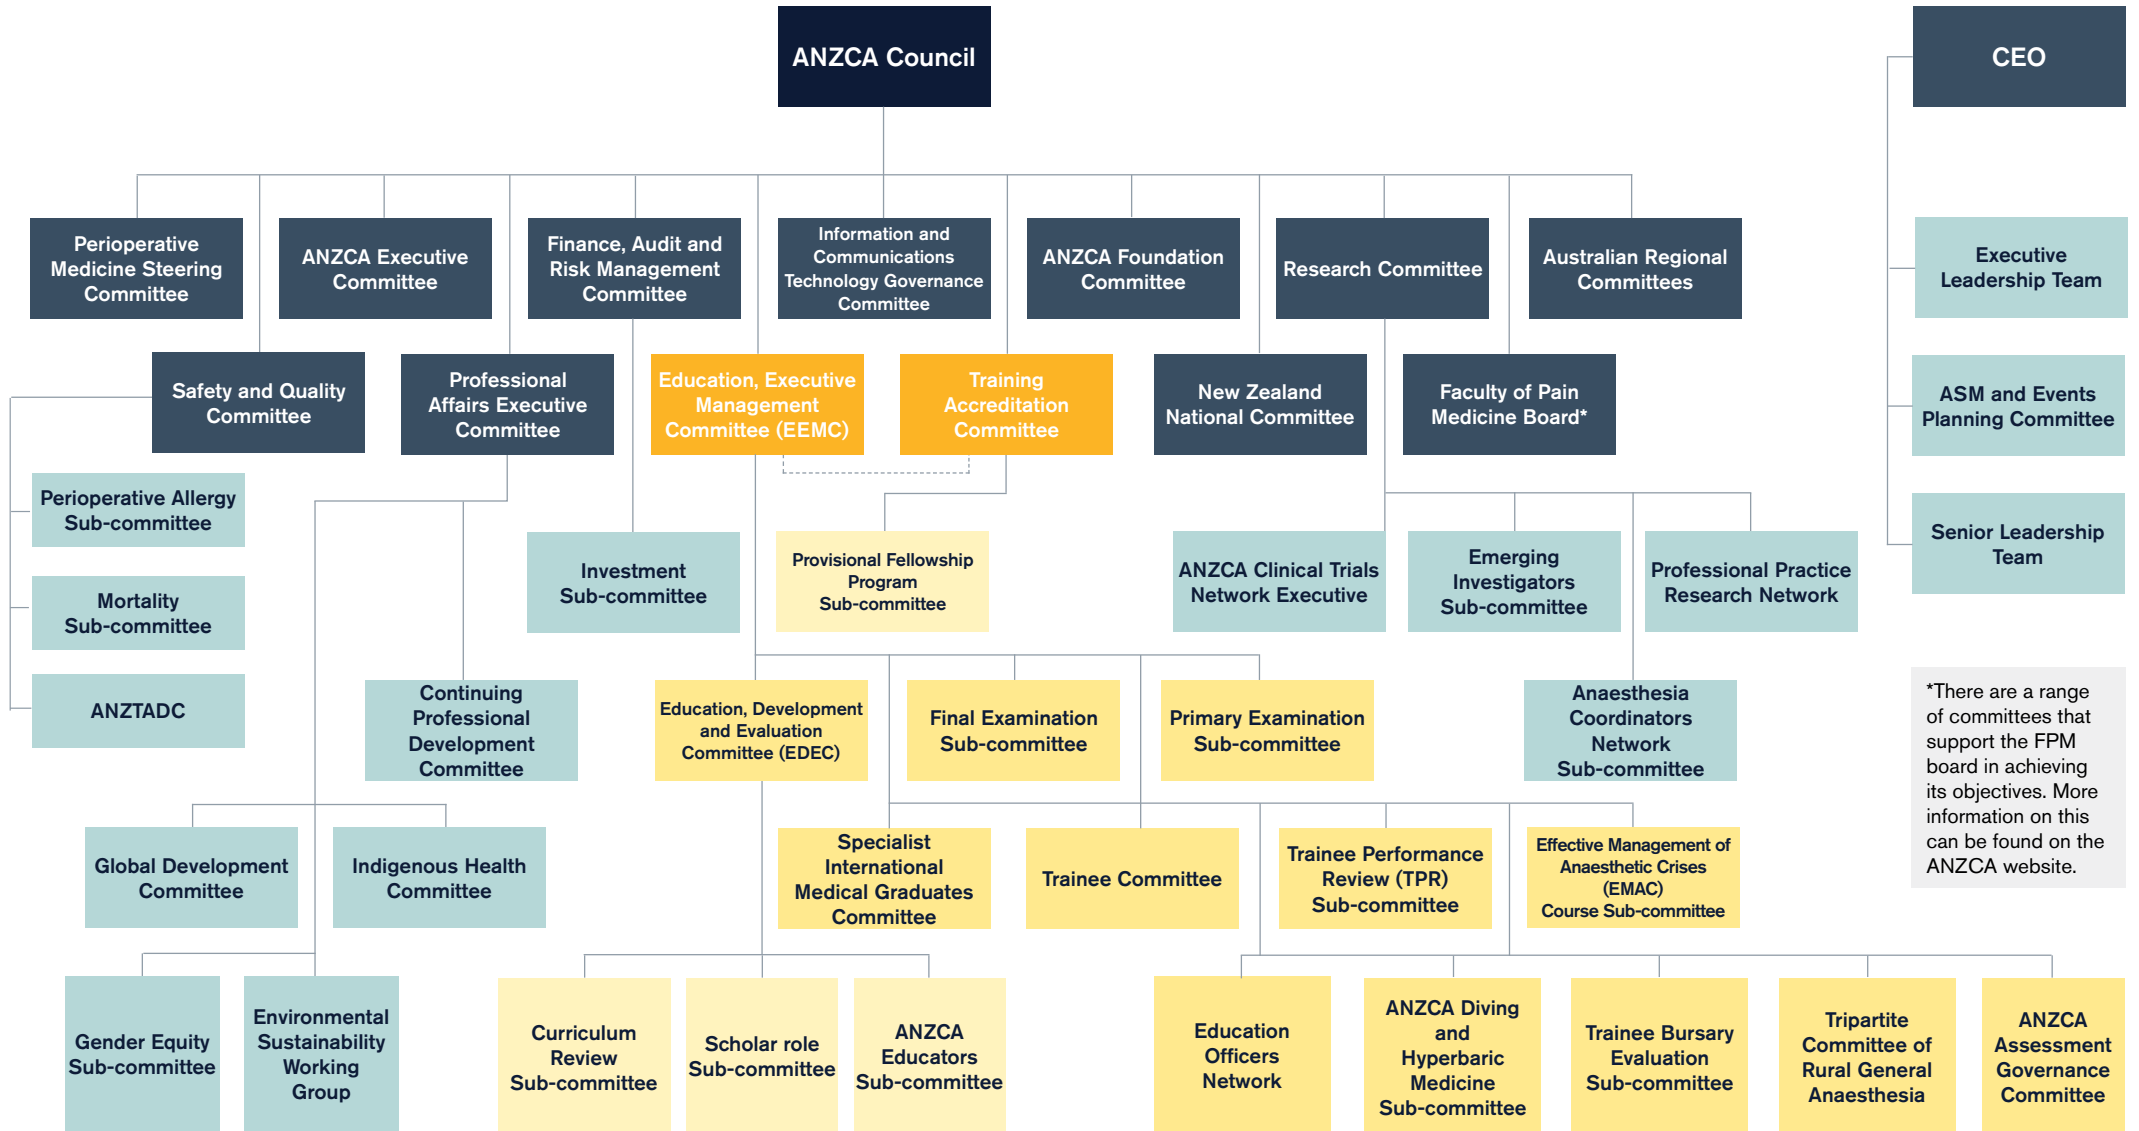 ANZCA Council
CEO
Perioperative
Medicine Steering
Committee
ANZCA Executive
Committee
Finance, Audit and
Risk Management
Committee
Information and
Communications
Technology Governance
Committee
ANZCA Foundation
Committee
Research Committee
Australian Regional
Committees
Executive
Leadership Team
Safety and Quality
Committee
Professional
Affairs Executive
Committee
Education, Executive
Management
Committee (EEMC)
Training
Accreditation
Committee
New Zealand
National Committee
Faculty of Pain
Medicine Board*
ASM and Events
Planning Committee
Perioperative Allergy
Sub-committee
Mortality
Sub-committee
ANZTADC
Investment
Sub-committee
Provisional Fellowship
Program
Sub-committee
ANZCA Clinical Trials
Network Executive
Emerging
Investigators
Sub-committee
Professional Practice
Research Network
Senior Leadership
Team
Continuing
Professional
Development
Committee
Education, Development
and Evaluation
Committee (EDEC)
Final Examination
Sub-committee
Primary Examination
Sub-committee
Anaesthesia
Coordinators
Network
Sub-committee
*There are a range
of committees that
support the FPM
board in achieving
its objectives. More
information on this
can be found on the
ANZCA website.
Global Development
Committee
Indigenous Health
Committee
Specialist
International
Medical Graduates
Committee
Trainee Committee
Trainee Performance
Review (TPR)
Sub-committee
Effective Management of
Anaesthetic Crises
(EMAC)
Course Sub-committee
Gender Equity
Sub-committee
Environmental
Sustainability
Working
Group
Curriculum
Review
Sub-committee
Scholar role
Sub-committee
ANZCA
Educators
Sub-committee
Education
Officers
Network
ANZCA Diving
and
Hyperbaric
Medicine
Sub-committee
Trainee Bursary
Evaluation
Sub-committee
Tripartite
Committee of
Rural General
Anaesthesia
ANZCA
Assessment
Governance
Committee